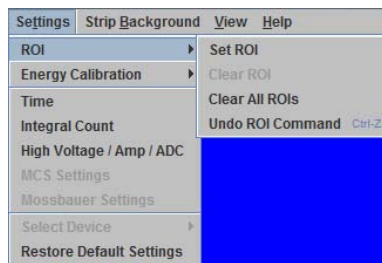 Settings Strip Background View Help
ROI
Energy Calibration
Time
Integral Count
High Voltage / Amp / ADC
MCS Settings
Mossbauer Settings
Select Device
Restore Default Settings
Set ROI
Clear ROI
Clear All ROIs
Undo ROI Command Ctrl-Z